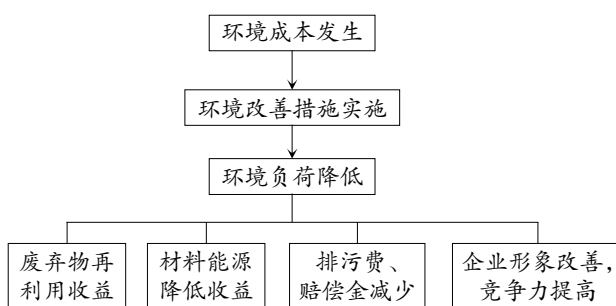 环境成本发生
环境改善措施实施
环境负荷降低
废弃物再
利用收益
材料能源
降低收益
排污费、
赔偿金减少
企业形象改善，
竞争力提高